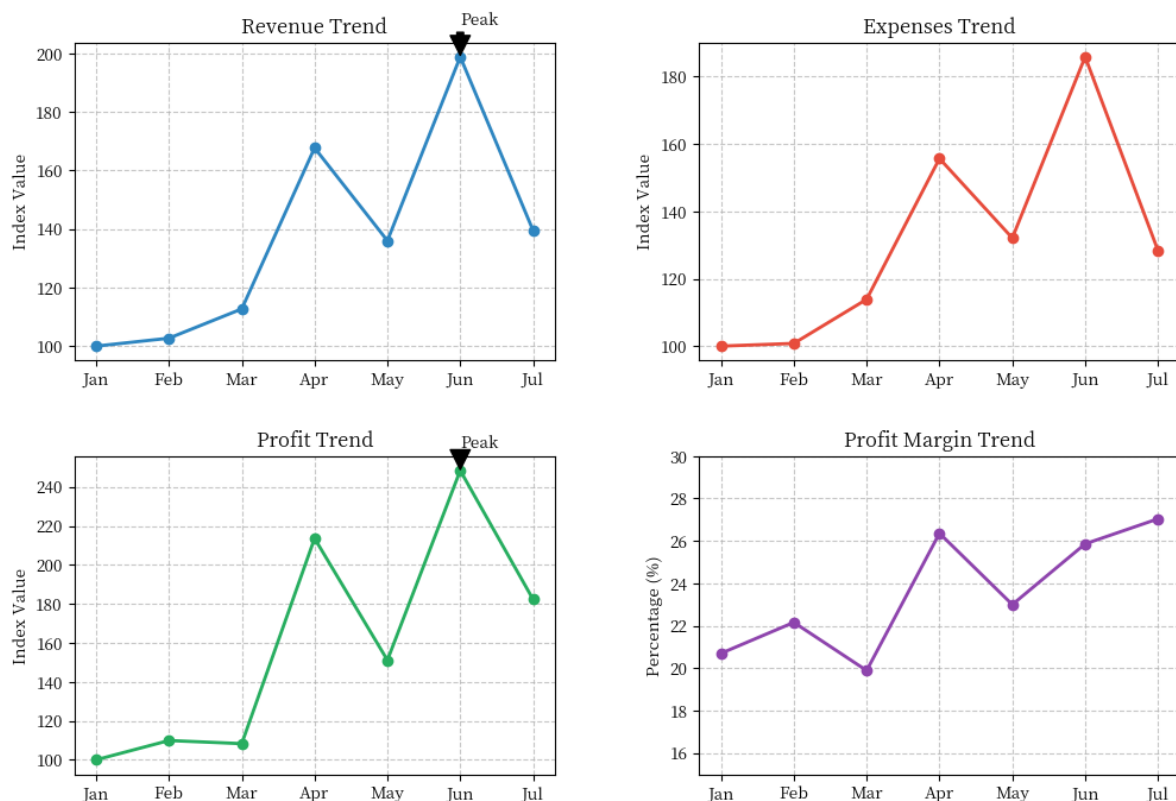 Revenue Trend
Peak
Index Value
200
180
160
140
120
100
Jan Feb Mar Apr May Jun Jul
Expenses Trend
Index Value
180
160
140
120
100
Jan Feb Mar Apr May Jun Jul
Profit Trend
Peak
Index Value
240
220
200
180
160
140
120
100
Jan Feb Mar Apr May Jun Jul
Profit Margin Trend
Percentage (%)
30
28
26
24
22
20
18
16
Jan Feb Mar Apr May Jun Jul